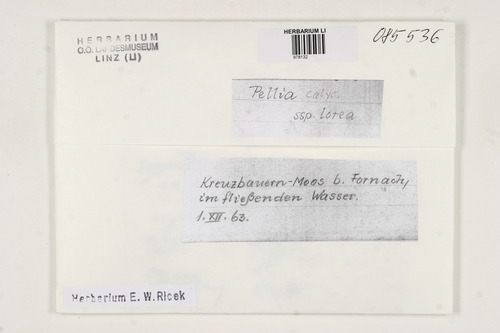 HERBARIUM
O.Ö. LANDESMUSEUM
LINZ (LI)
HERBARIUM LI
978132
085536
Pellia calyc.
ssp. lorea
Kreuzbauern-Moos b. Fornach,
im fließenden Wasser.
1. XII. 63.
Herbarium E. W. Ricek